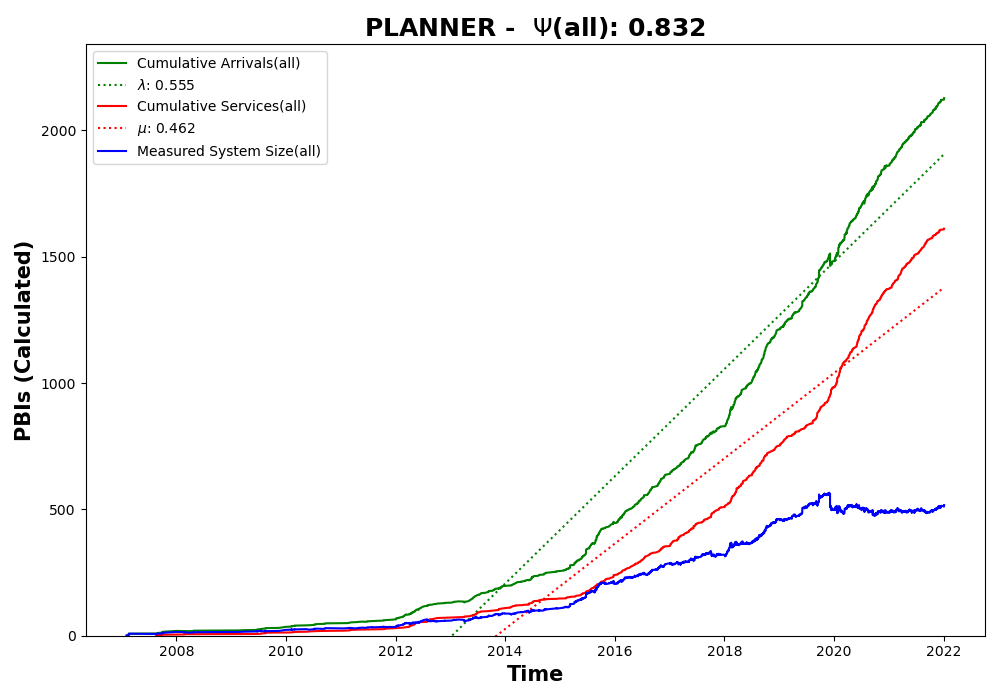 PLANNER - Ψ(all): 0.832
Cumulative Arrivals(all)
λ: 0.555
Cumulative Services(all)
μ: 0.462
Measured System Size(all)
PBIs (Calculated)
2000
1500
1000
500
0
2008 2010 2012 2014 2016 2018 2020 2022
Time